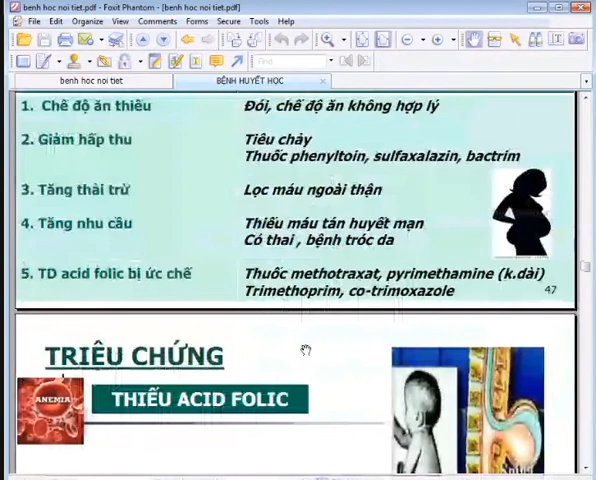 benh hoc noi tiet.pdf - Foxit Phantom - [benh hoc noi tiet.pdf]
File Edit Organize View Comments Forms Secure Tools Help
Find
benh hoc noi tiet
BỆNH HUYẾT HỌC
1. Chế độ ăn thiếu Đói, chế độ ăn không hợp lý
2. Giảm hấp thu Tiêu chảy
Thuốc phenyltoin, sulfaxalazin, bactrim
3. Tăng thải trừ Lọc máu ngoài thận
4. Tăng nhu cầu Thiếu máu tán huyết mạn
Có thai , bệnh tróc da
5. TD acid folic bị ức chế Thuốc methotraxat, pyrimethamine (k.dài)
Trimethoprim, co-trimoxazole
47
TRIỆU CHỨNG
ANEMIA
THIẾU ACID FOLIC